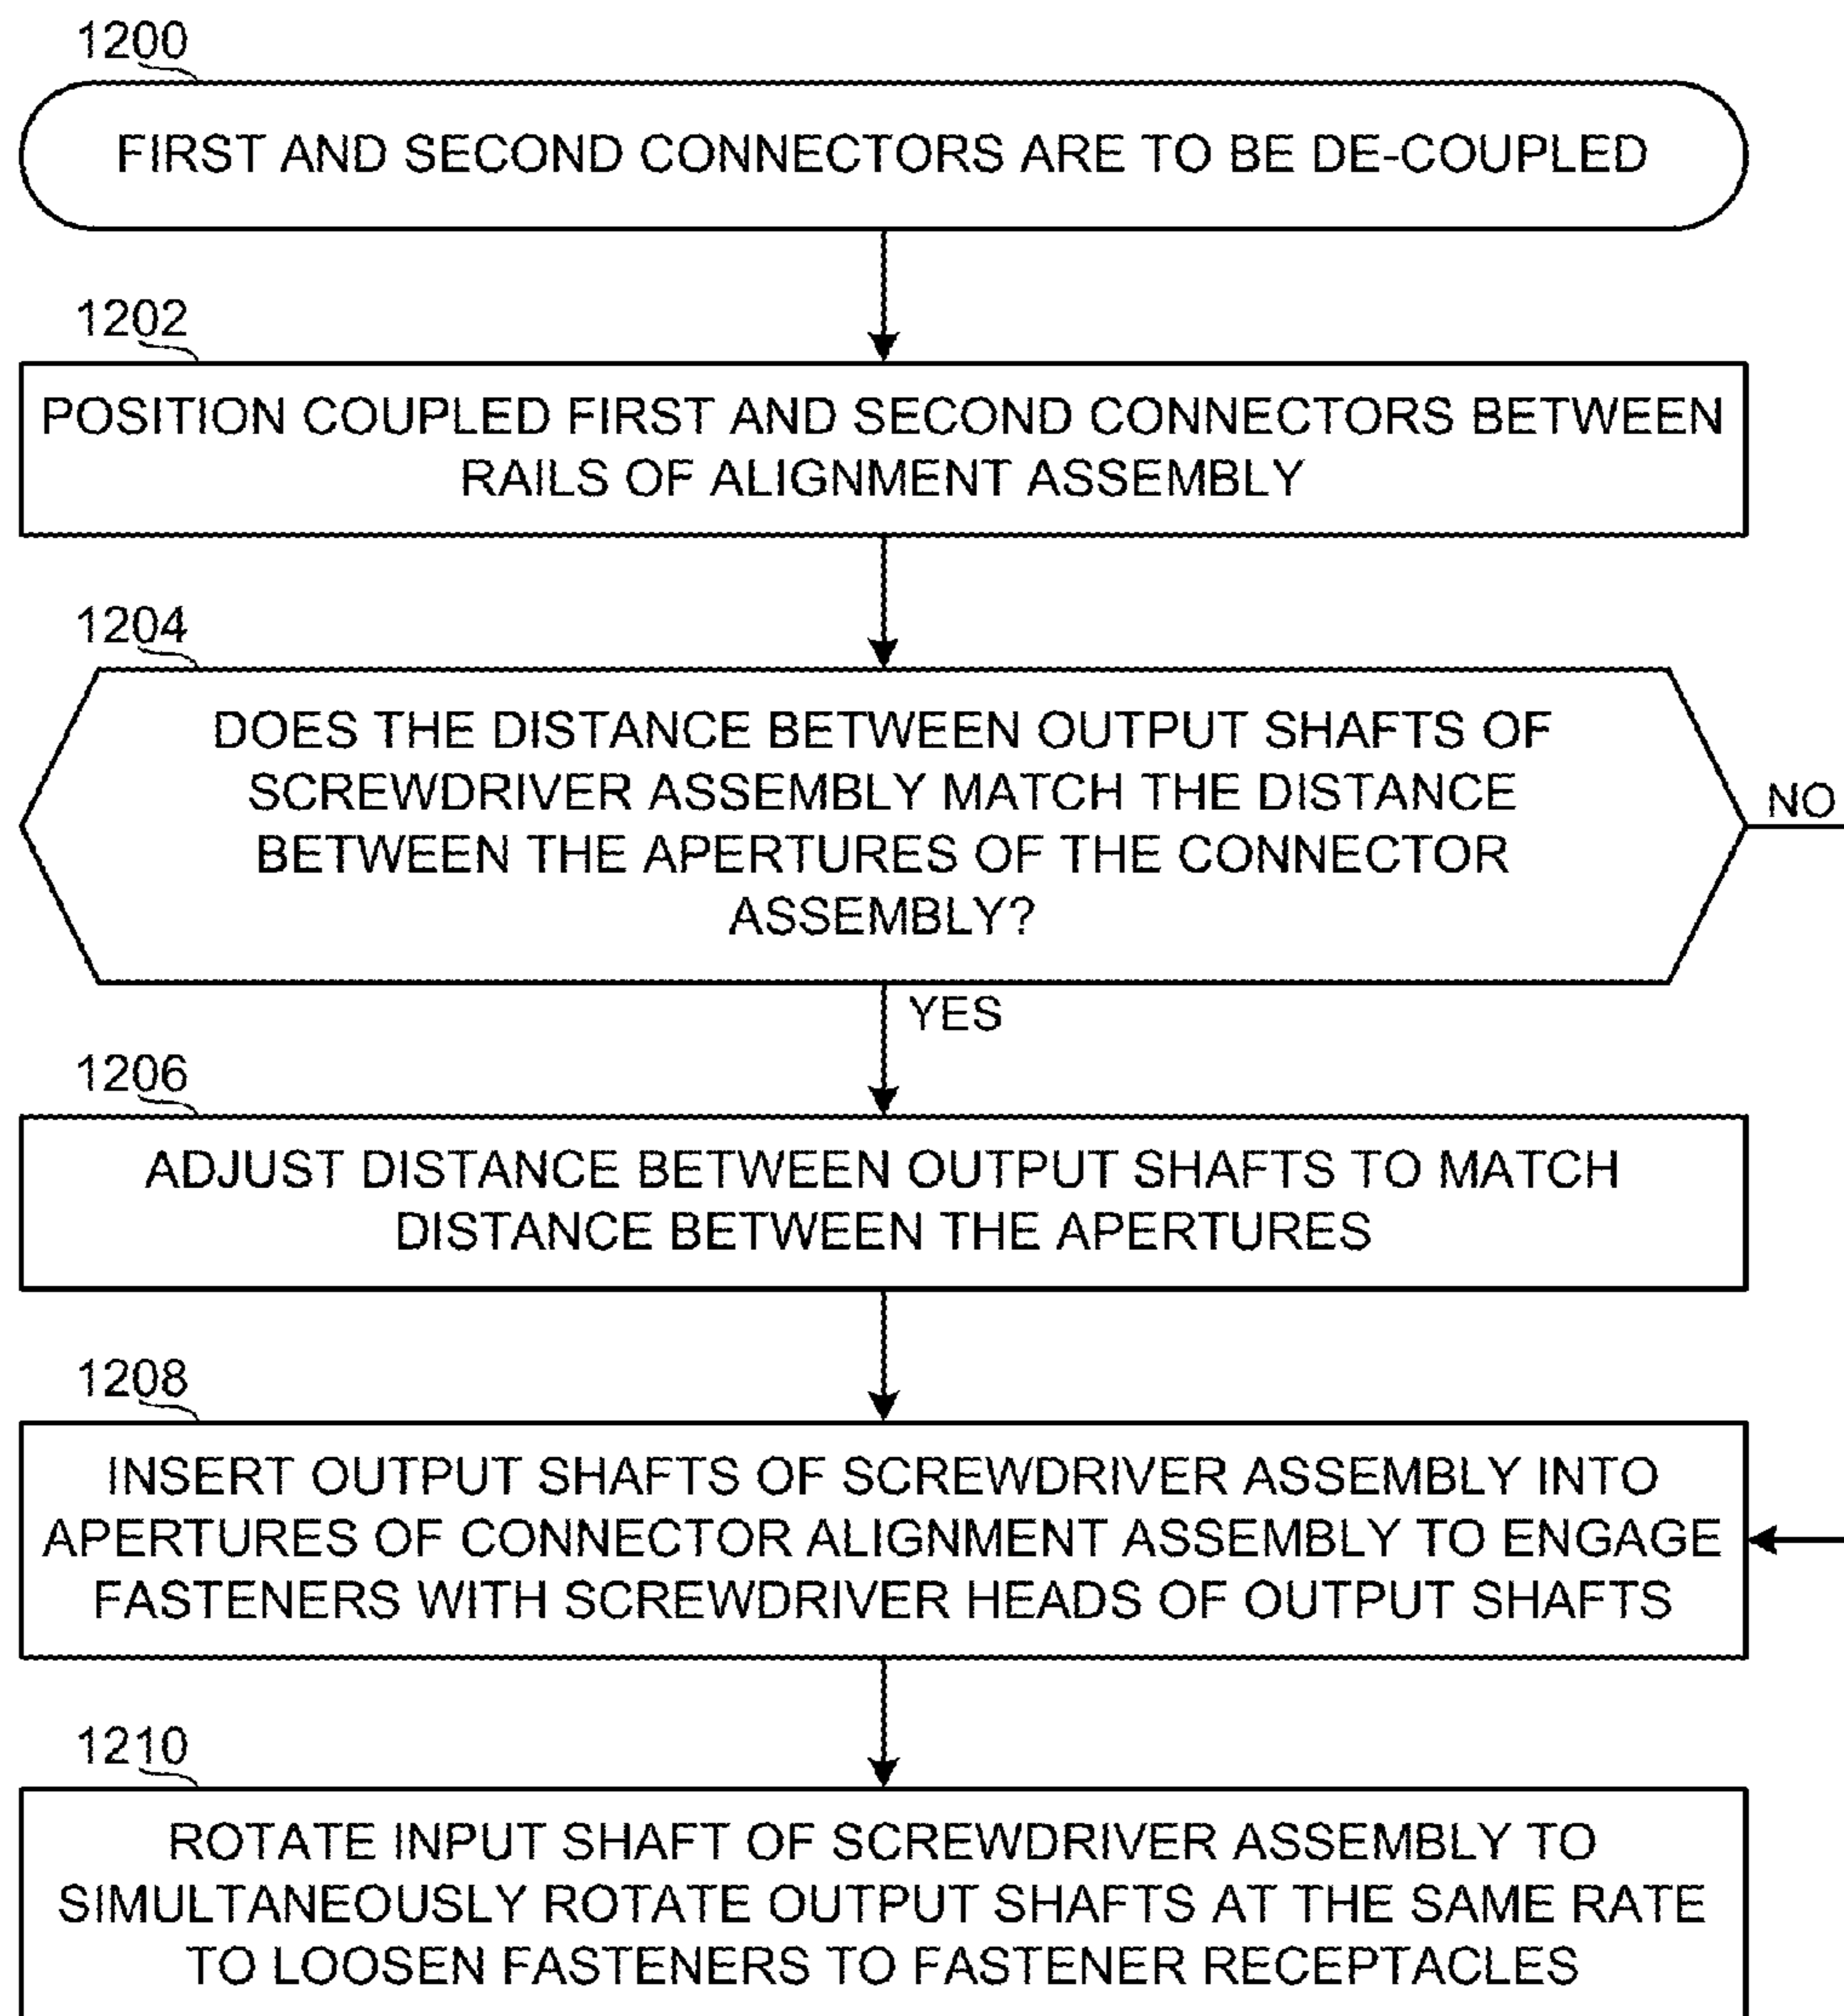 1200
FIRST AND SECOND CONNECTORS ARE TO BE DE-COUPLED
1202
POSITION COUPLED FIRST AND SECOND CONNECTORS BETWEEN
RAILS OF ALIGNMENT ASSEMBLY
1204
DOES THE DISTANCE BETWEEN OUTPUT SHAFTS OF
SCREWDRIVER ASSEMBLY MATCH THE DISTANCE
BETWEEN THE APERTURES OF THE CONNECTOR
ASSEMBLY?
NO
YES
1206
ADJUST DISTANCE BETWEEN OUTPUT SHAFTS TO MATCH
DISTANCE BETWEEN THE APERTURES
1208
INSERT OUTPUT SHAFTS OF SCREWDRIVER ASSEMBLY INTO
APERTURES OF CONNECTOR ALIGNMENT ASSEMBLY TO ENGAGE
FASTENERS WITH SCREWDRIVER HEADS OF OUTPUT SHAFTS
1210
ROTATE INPUT SHAFT OF SCREWDRIVER ASSEMBLY TO
SIMULTANEOUSLY ROTATE OUTPUT SHAFTS AT THE SAME RATE
TO LOOSEN FASTENERS TO FASTENER RECEPTACLES